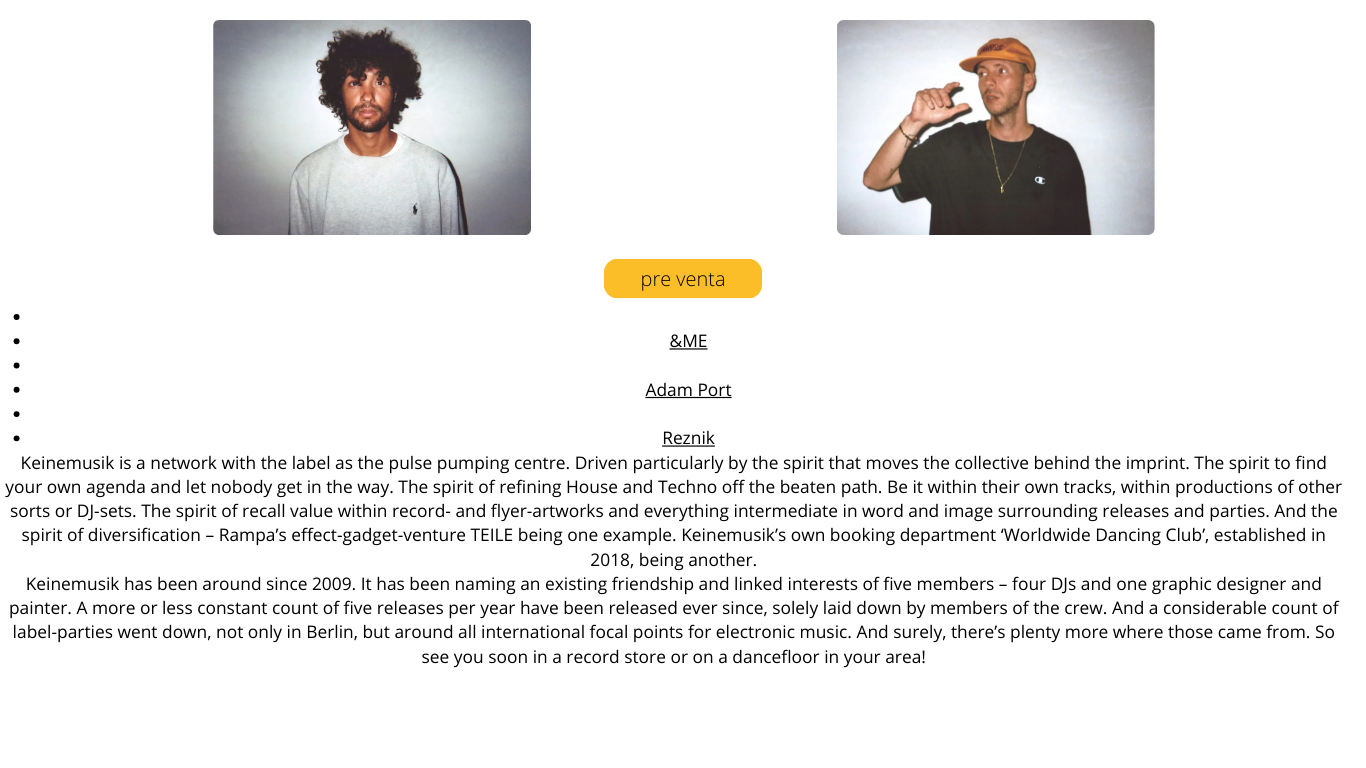 pre venta
&ME
Adam Port
Reznik
Keinemusik is a network with the label as the pulse pumping centre. Driven particularly by the spirit that moves the collective behind the imprint. The spirit to find
your own agenda and let nobody get in the way. The spirit of refining House and Techno off the beaten path. Be it within their own tracks, within productions of other
sorts or DJ-sets. The spirit of recall value within record- and flyer-artworks and everything intermediate in word and image surrounding releases and parties. And the
spirit of diversification – Rampa’s effect-gadget-venture TEILE being one example. Keinemusik’s own booking department ‘Worldwide Dancing Club’, established in
2018, being another.
Keinemusik has been around since 2009. It has been naming an existing friendship and linked interests of five members – four DJs and one graphic designer and
painter. A more or less constant count of five releases per year have been released ever since, solely laid down by members of the crew. And a considerable count of
label-parties went down, not only in Berlin, but around all international focal points for electronic music. And surely, there’s plenty more where those came from. So
see you soon in a record store or on a dancefloor in your area!